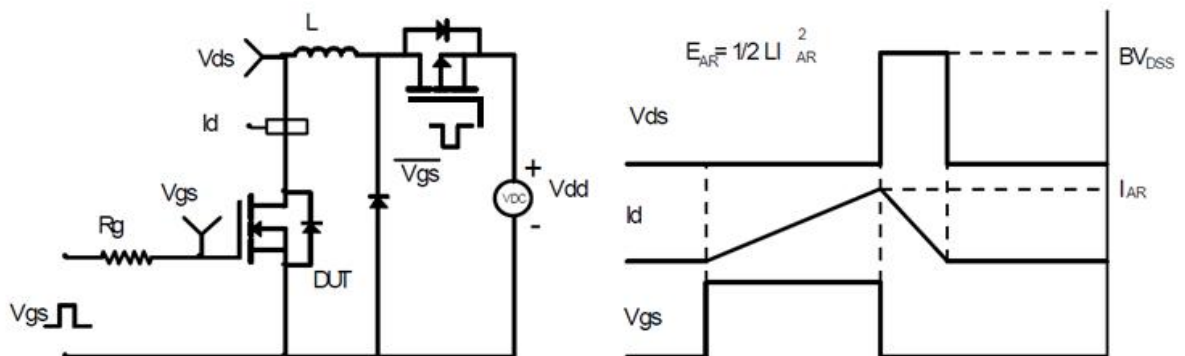 L
Vds
Id
Vgs
Vgs
+
VDC
Vdd
-
Rg
DUT
Vgs
E_AR = 1/2 LI²_AR
BV_DSS
Vds
I_AR
Id
Vgs